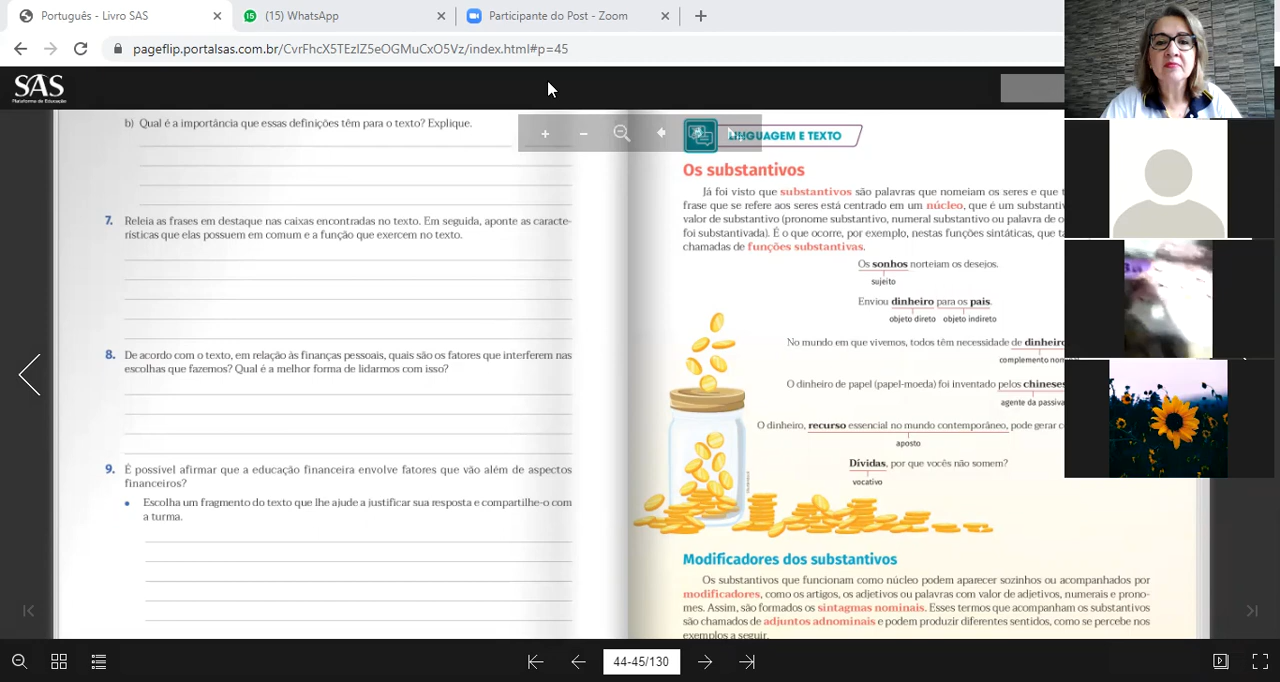 Português - Livro SAS
(15) WhatsApp
Participante do Post - Zoom
pageflip.portalsas.com.br/CvrFhcX5TEzIZ5eOGMuCxO5Vz/index.html#p=45
SAS
Plataforma de Educação
b) Qual é a importância que essas definições têm para o texto? Explique.
7. Releia as frases em destaque nas caixas encontradas no texto. Em seguida, aponte as caracte-
rísticas que elas possuem em comum e a função que exercem no texto.
8. De acordo com o texto, em relação às finanças pessoais, quais são os fatores que interferem nas
escolhas que fazemos? Qual é a melhor forma de lidarmos com isso?
9. É possível afirmar que a educação financeira envolve fatores que vão além de aspectos
financeiros?
• Escolha um fragmento do texto que lhe ajude a justificar sua resposta e compartilhe-o com
a turma.
LINGUAGEM E TEXTO
Os substantivos
Já foi visto que substantivos são palavras que nomeiam os seres e que
frase que se refere aos seres está centrado em um núcleo, que é um
valor de substantivo (pronome substantivo, numeral substantivo ou palavra de
foi substantivada). É o que ocorre, por exemplo, nestas funções sintáticas, que
chamadas de funções substantivas.
Os sonhos norteiam os desejos.
sujeito
Enviou dinheiro para os pais.
objeto direto objeto indireto
No mundo em que vivemos, todos têm necessidade de dinheiro
complemento
O dinheiro de papel (papel-moeda) foi inventado pelos chineses
agente da passiva
O dinheiro, recurso essencial no mundo contemporâneo, pode gerar
aposto
Dívidas, por que vocês não somem?
vocativo
Modificadores dos substantivos
Os substantivos que funcionam como núcleo podem aparecer sozinhos ou acompanhados por
modificadores, como os artigos, os adjetivos ou palavras com valor de adjetivos, numerais e prono-
mes. Assim, são formados os sintagmas nominais. Esses termos que acompanham os substantivos
são chamados de adjuntos adnominais e podem produzir diferentes sentidos, como se percebe nos
exemplos a seguir.
44-45/130